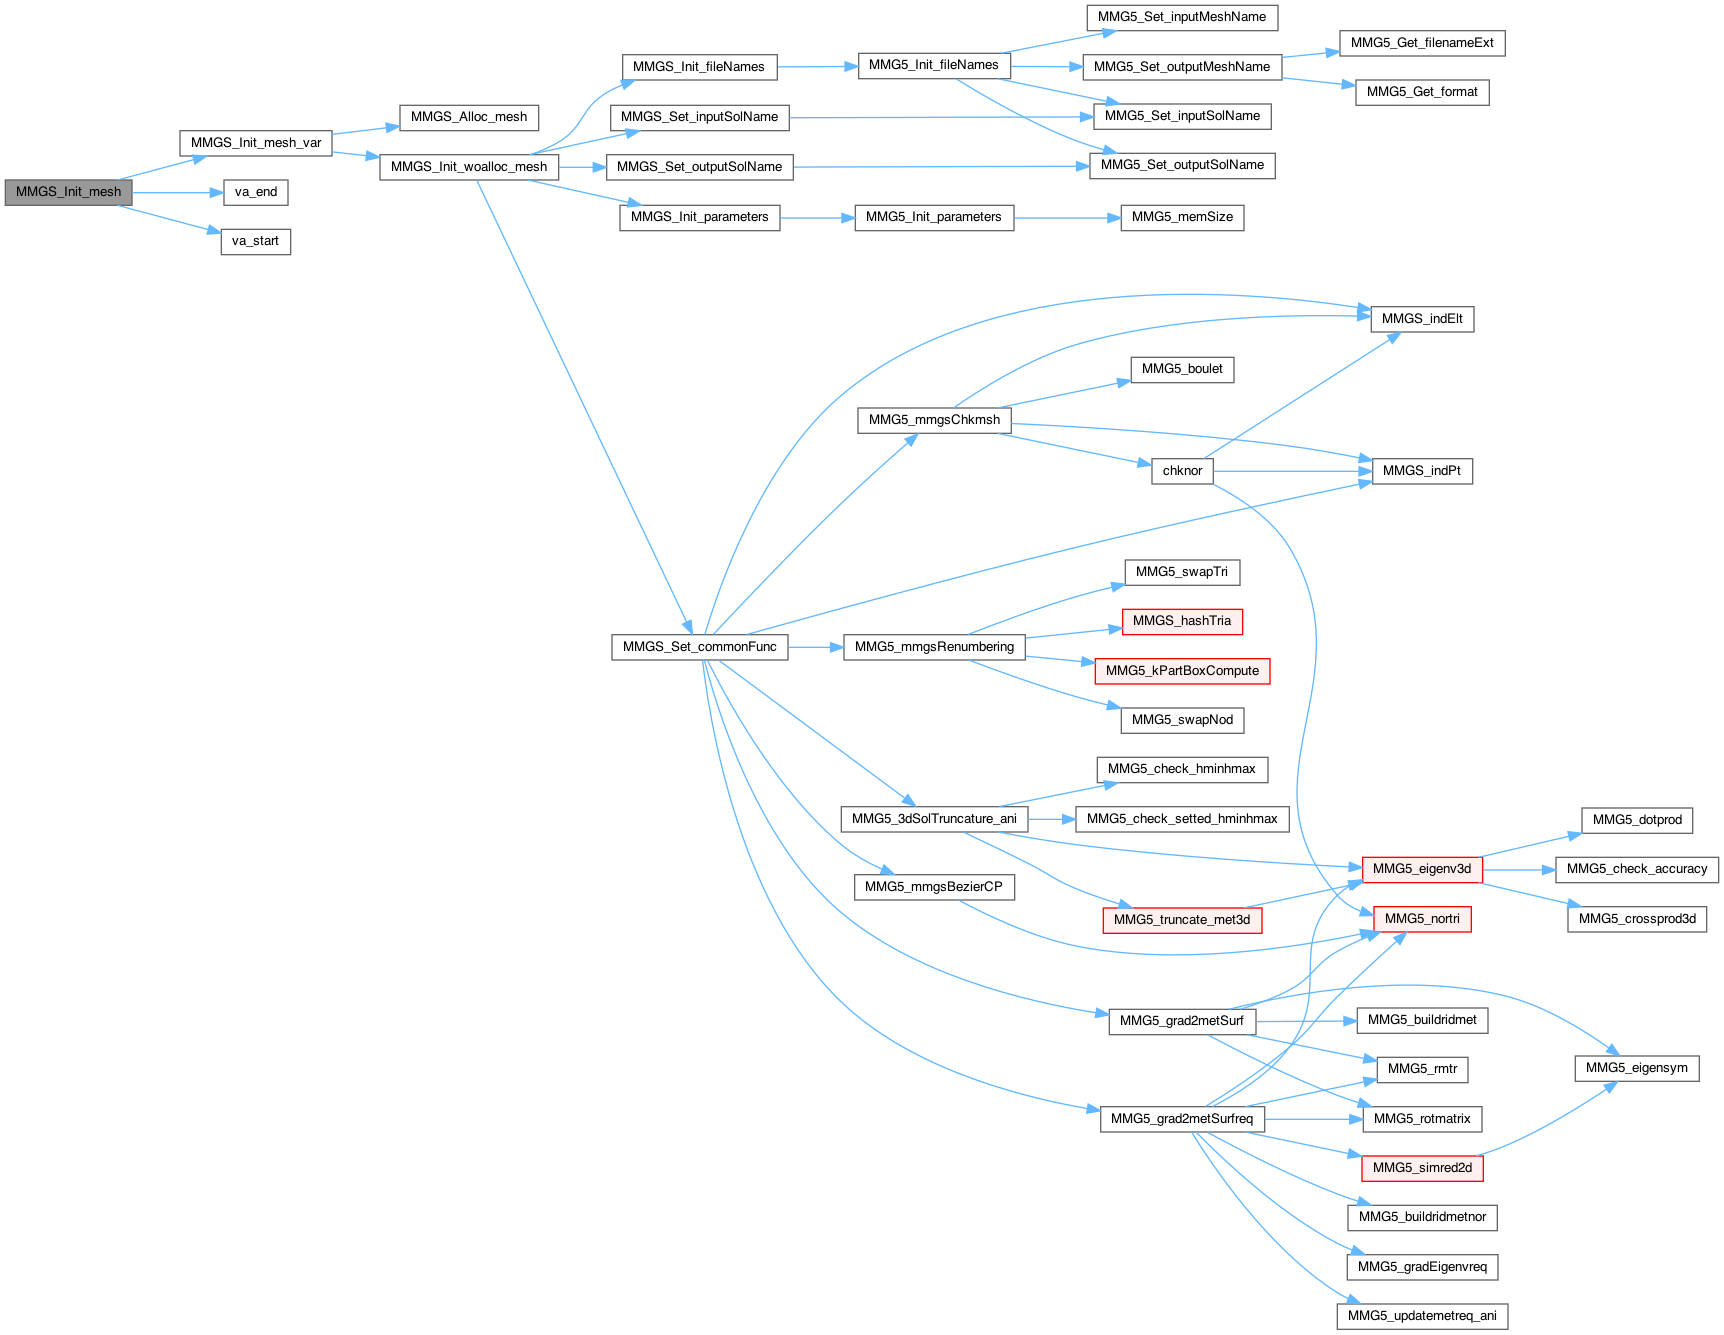 MMGS_Init_mesh
MMGS_Init_mesh_var
va_end
va_start
MMGS_Alloc_mesh
MMGS_Init_woalloc_mesh
MMGS_Init_fileNames
MMGS_Set_inputSolName
MMGS_Set_outputSolName
MMGS_Init_parameters
MMG5_Init_fileNames
MMG5_Init_parameters
MMG5_Set_inputMeshName
MMG5_Set_outputMeshName
MMG5_Set_inputSolName
MMG5_Set_outputSolName
MMG5_memSize
MMG5_Get_filenameExt
MMG5_Get_format
MMGS_Set_commonFunc
MMG5_mmgsChkmsh
MMG5_boulet
chknor
MMGS_indElt
MMGS_indPt
MMG5_mmgsRenumbering
MMG5_swapTri
MMGS_hashTria
MMG5_kPartBoxCompute
MMG5_swapNod
MMG5_3dSolTruncature_ani
MMG5_check_hminhmax
MMG5_check_setted_hminhmax
MMG5_truncate_met3d
MMG5_mmgsBezierCP
MMG5_eigenv3d
MMG5_nortri
MMG5_dotprod
MMG5_check_accuracy
MMG5_crossprod3d
MMG5_grad2metSurf
MMG5_grad2metSurfreq
MMG5_buildridmet
MMG5_rmtr
MMG5_rotmatrix
MMG5_simred2d
MMG5_buildridmetnor
MMG5_gradEigenvreq
MMG5_updatemetreq_ani
MMG5_eigensym